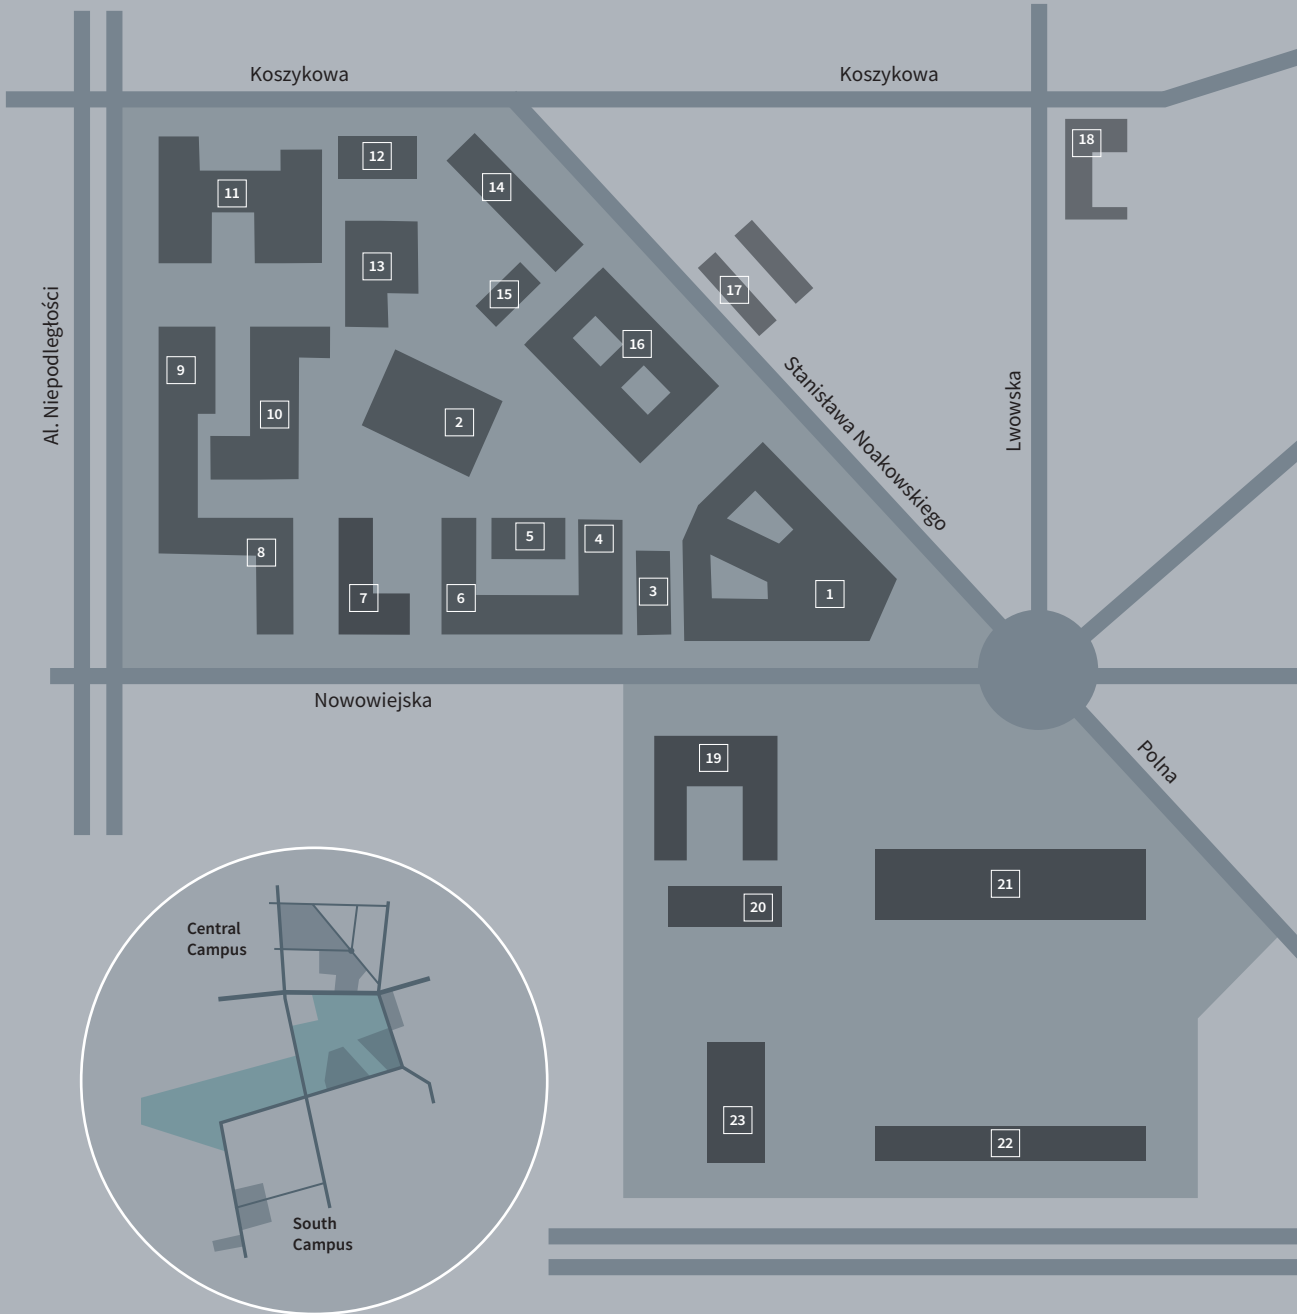 Koszykowa
Koszykowa
18
12
14
11
13
17
15
Al. Niepodległości
16
9
Stanisława Noakowskiego
Lwowska
10
2
5
4
8
3
1
7
6
Nowowiejska
19
Polna
21
20
Central
Campus
23
22
South
Campus